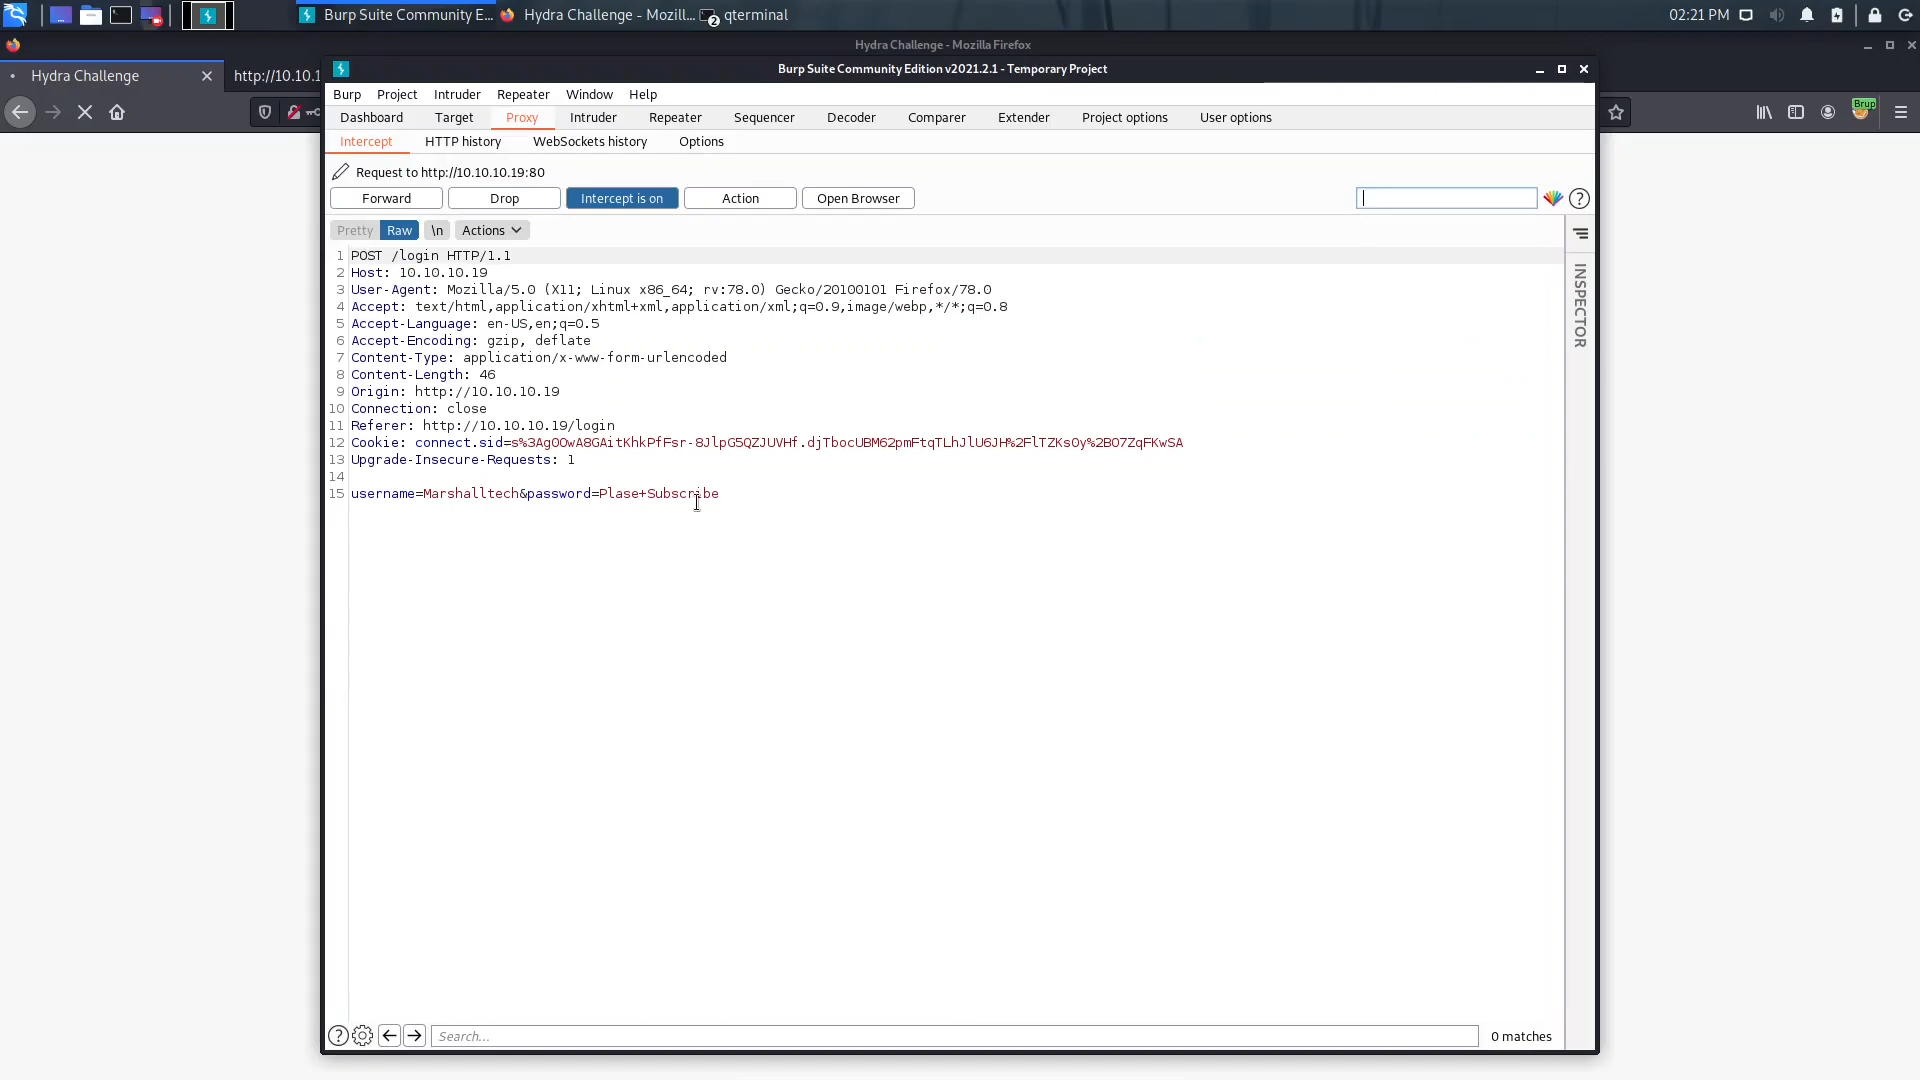 Burp Suite Community E...
Hydra Challenge - Mozill...
2
qterminal
02:21 PM
Hydra Challenge - Mozilla Firefox
Hydra Challenge
http://10.10.1
Brup
Burp Suite Community Edition v2021.2.1 - Temporary Project
Burp Project Intruder Repeater Window Help
Dashboard Target Proxy Intruder Repeater Sequencer Decoder Comparer Extender Project options User options
Intercept HTTP history WebSockets history Options
Request to http://10.10.10.19:80
Forward Drop Intercept is on Action Open Browser ?
Pretty Raw \n Actions
INSPECTOR
1 POST /login HTTP/1.1
2 Host: 10.10.10.19
3 User-Agent: Mozilla/5.0 (X11; Linux x86_64; rv:78.0) Gecko/20100101 Firefox/78.0
4 Accept: text/html,application/xhtml+xml,application/xml;q=0.9,image/webp,*/*;q=0.8
5 Accept-Language: en-US,en;q=0.5
6 Accept-Encoding: gzip, deflate
7 Content-Type: application/x-www-form-urlencoded
8 Content-Length: 46
9 Origin: http://10.10.10.19
10 Connection: close
11 Referer: http://10.10.10.19/login
12 Cookie: connect.sid=s%3AgOOwA8GAitKhkPfFsr-8JlpG5QZJUVHf.djTbocUBM62pmFtqTLhJlU6JH%2FlTZKsOy%2BO7ZqFKwSA
13 Upgrade-Insecure-Requests: 1
14
15 username=Marshalltech&password=Plase+Subscribe
? Search... 0 matches